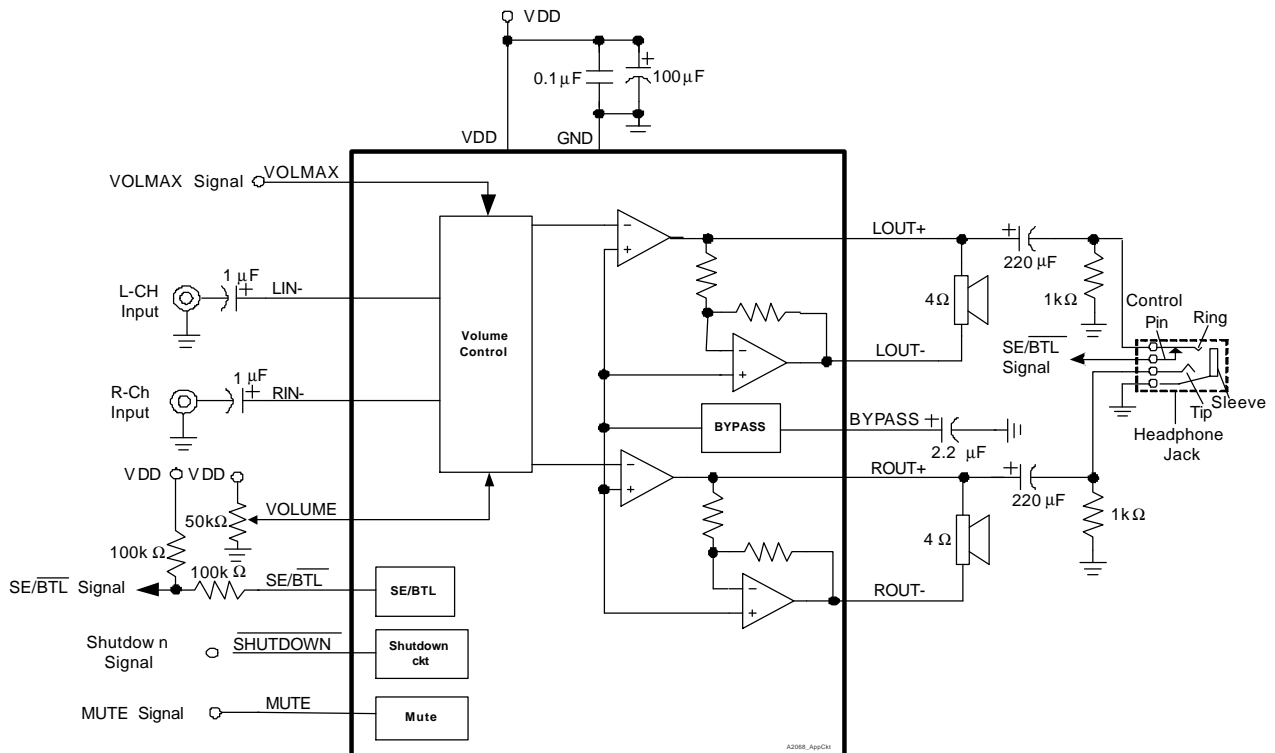 VDD
0.1μF
100μF
VDD
GND
VOLMAX Signal
VOLMAX
L-CH
Input
1 μF
LIN-
R-Ch
Input
1 μF
RIN-
Volume
Control
VDD
VDD
50kΩ
VOLUME
100k Ω
100k Ω
SE/BTL Signal
SE/BTL
SE/BTL
Shutdow n
Signal
SHUTDOWN
Shutdown
ckt
MUTE Signal
MUTE
Mute
LOUT+
220 μF
4Ω
1kΩ
LOUT-
BYPASS
BYPASS
2.2 μF
ROUT+
220 μF
4 Ω
1kΩ
ROUT-
Control
Pin
Ring
SE/BTL
Signal
Tip
Sleeve
Headphone
Jack
A2068_AppCkt